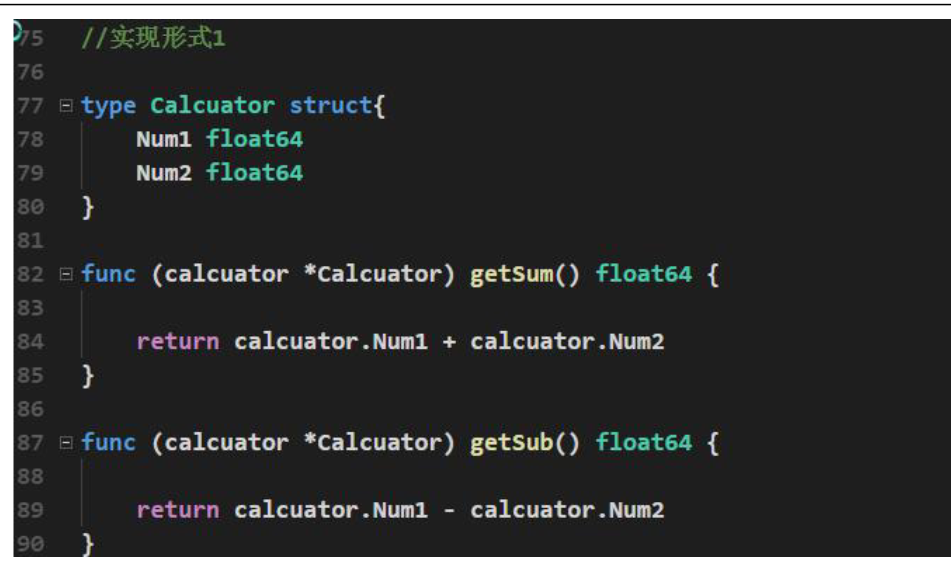 75 //实现形式1
76
77 type Calcuator struct{
78 Num1 float64
79 Num2 float64
80 }
81
82 func (calcuator *Calcuator) getSum() float64 {
83
84 return calcuator.Num1 + calcuator.Num2
85 }
86
87 func (calcuator *Calcuator) getSub() float64 {
88
89 return calcuator.Num1 - calcuator.Num2
90 }